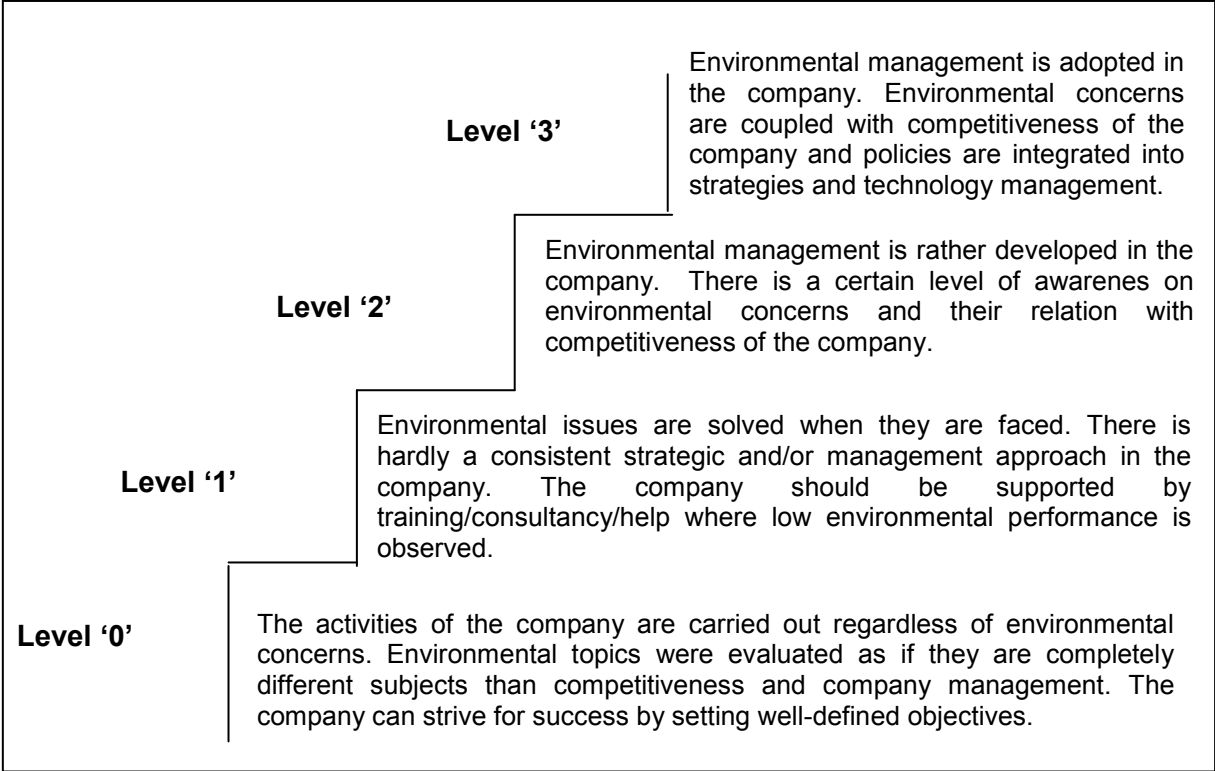 Environmental management is adopted in
the company. Environmental concerns
are coupled with competitiveness of the
company and policies are integrated into
strategies and technology management.
Level ‘3’
Environmental management is rather developed in the
company. There is a certain level of awarenes on
environmental concerns and their relation with
competitiveness of the company.
Level ‘2’
Environmental issues are solved when they are faced. There is
hardly a consistent strategic and/or management approach in the
company. The company should be supported by
training/consultancy/help where low environmental performance is
observed.
Level ‘1’
The activities of the company are carried out regardless of environmental
concerns. Environmental topics were evaluated as if they are completely
different subjects than competitiveness and company management. The
company can strive for success by setting well-defined objectives.
Level ‘0’